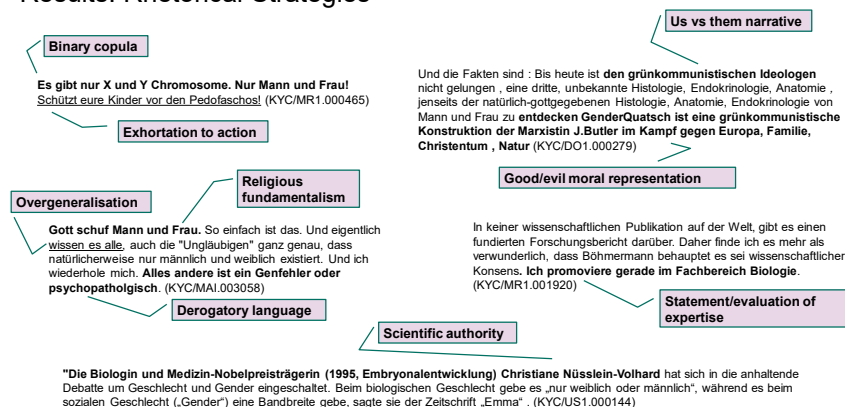 Results: Rhetorical Strategies
Us vs them narrative
Binary copula
Es gibt nur X und Y Chromosome. Nur Mann und Frau!
Schützt eure Kinder vor den Pedofaschos! (KYC/MR1.000465)
Exhortation to action
Und die Fakten sind : Bis heute ist den grünkommunistischen Ideologen
nicht gelungen , eine dritte, unbekannte Histologie, Endokrinologie, Anatomie ,
jenseits der natürlich-gottgegebenen Histologie, Anatomie, Endokrinologie von
Mann und Frau zu entdecken GenderQuatsch ist eine grünkommunistische
Konstruktion der Marxistin J.Butler im Kampf gegen Europa, Familie,
Christentum , Natur (KYC/DO1.000279)
Good/evil moral representation
Religious
fundamentalism
Overgeneralisation
Gott schuf Mann und Frau. So einfach ist das. Und eigentlich
wissen es alle, auch die "Ungläubigen" ganz genau, dass
natürlicherweise nur männlich und weiblich existiert. Und ich
wiederhole mich. Alles andere ist ein Genfehler oder
psychopatholgisch. (KYC/MAI.003058)
Derogatory language
In keiner wissenschaftlichen Publikation auf der Welt, gibt es einen
fundierten Forschungsbericht darüber. Daher finde ich es mehr als
verwunderlich, dass Böhmermann behauptet es sei wissenschaftlicher
Konsens. Ich promoviere gerade im Fachbereich Biologie.
(KYC/MR1.001920)
Statement/evaluation of
expertise
Scientific authority
"Die Biologin und Medizin-Nobelpreisträgerin (1995, Embryonalentwicklung) Christiane Nüsslein-Volhard hat sich in die anhaltende
Debatte um Geschlecht und Gender eingeschaltet. Beim biologischen Geschlecht gebe es „nur weiblich oder männlich“, während es beim
sozialen Geschlecht („Gender“) eine Bandbreite gebe, sagte sie der Zeitschrift „Emma“ . (KYC/US1.000144)